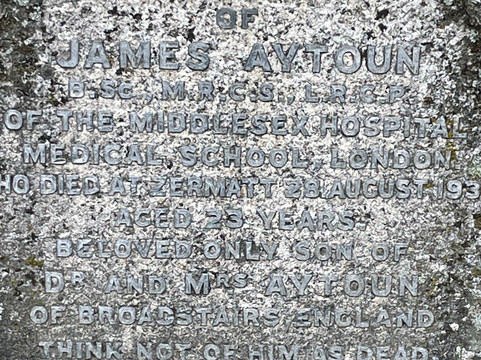 OF
JAMES AYTOUN
B.SC., M.R.C.S., L.R.C.P.
OF THE MIDDLESEX HOSPITAL
MEDICAL SCHOOL, LONDON
HO DIED AT ZERMATT 28 AUGUST 193
AGED 23 YEARS
BELOVED ONLY SON OF
DR AND MRS AYTOUN
OF BROADSTAIRS, ENGLAND
THINK NOT OF HIM AS DEAD